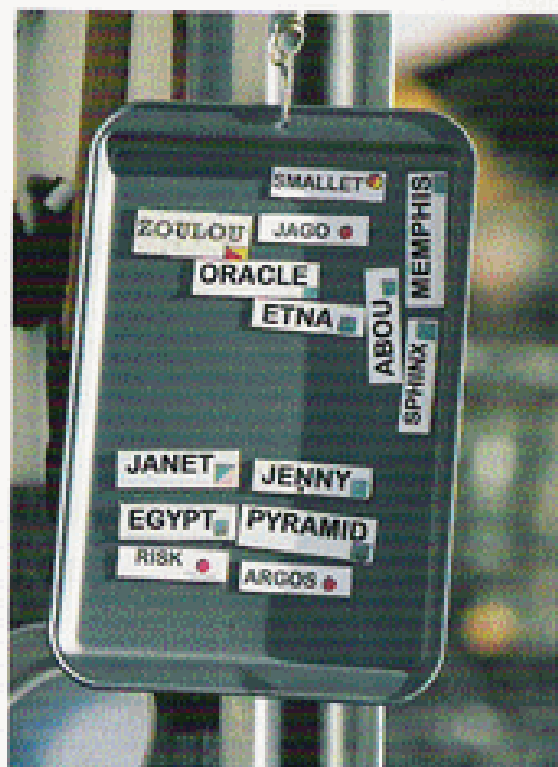 SMALLET
MEMPHIS
ZOULOU
JAGO
ORACLE
ETNA
ABOU
SPHINX
JANET
JENNY
EGYPT
PYRAMID
RISK
ARGOS